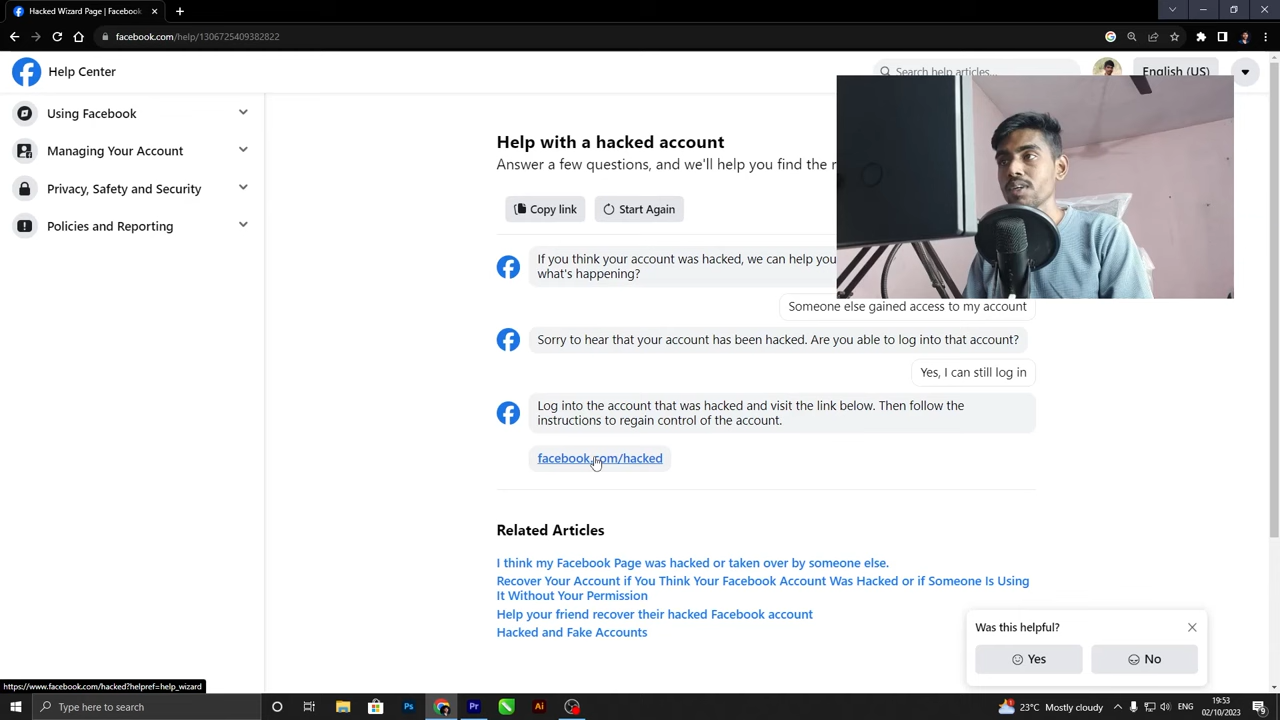 Hacked Wizard Page | Facebook
facebook.com/help/1306725409382822
Help Center
Search help articles...
English (US)
Using Facebook
Managing Your Account
Privacy, Safety and Security
Policies and Reporting
Help with a hacked account
Answer a few questions, and we'll help you find the
Copy link
Start Again
If you think your account was hacked, we can help you
what's happening?
Someone else gained access to my account
Sorry to hear that your account has been hacked. Are you able to log into that account?
Yes, I can still log in
Log into the account that was hacked and visit the link below. Then follow the
instructions to regain control of the account.
facebook.com/hacked
Related Articles
I think my Facebook Page was hacked or taken over by someone else.
Recover Your Account if You Think Your Facebook Account Was Hacked or if Someone Is Using
It Without Your Permission
Help your friend recover their hacked Facebook account
Hacked and Fake Accounts
Was this helpful?
Yes
No
https://www.facebook.com/hacked?helpref=help_wizard
Type here to search
Ps
Pr
Ai
23°C Mostly cloudy
ENG
19:53
02/10/2023